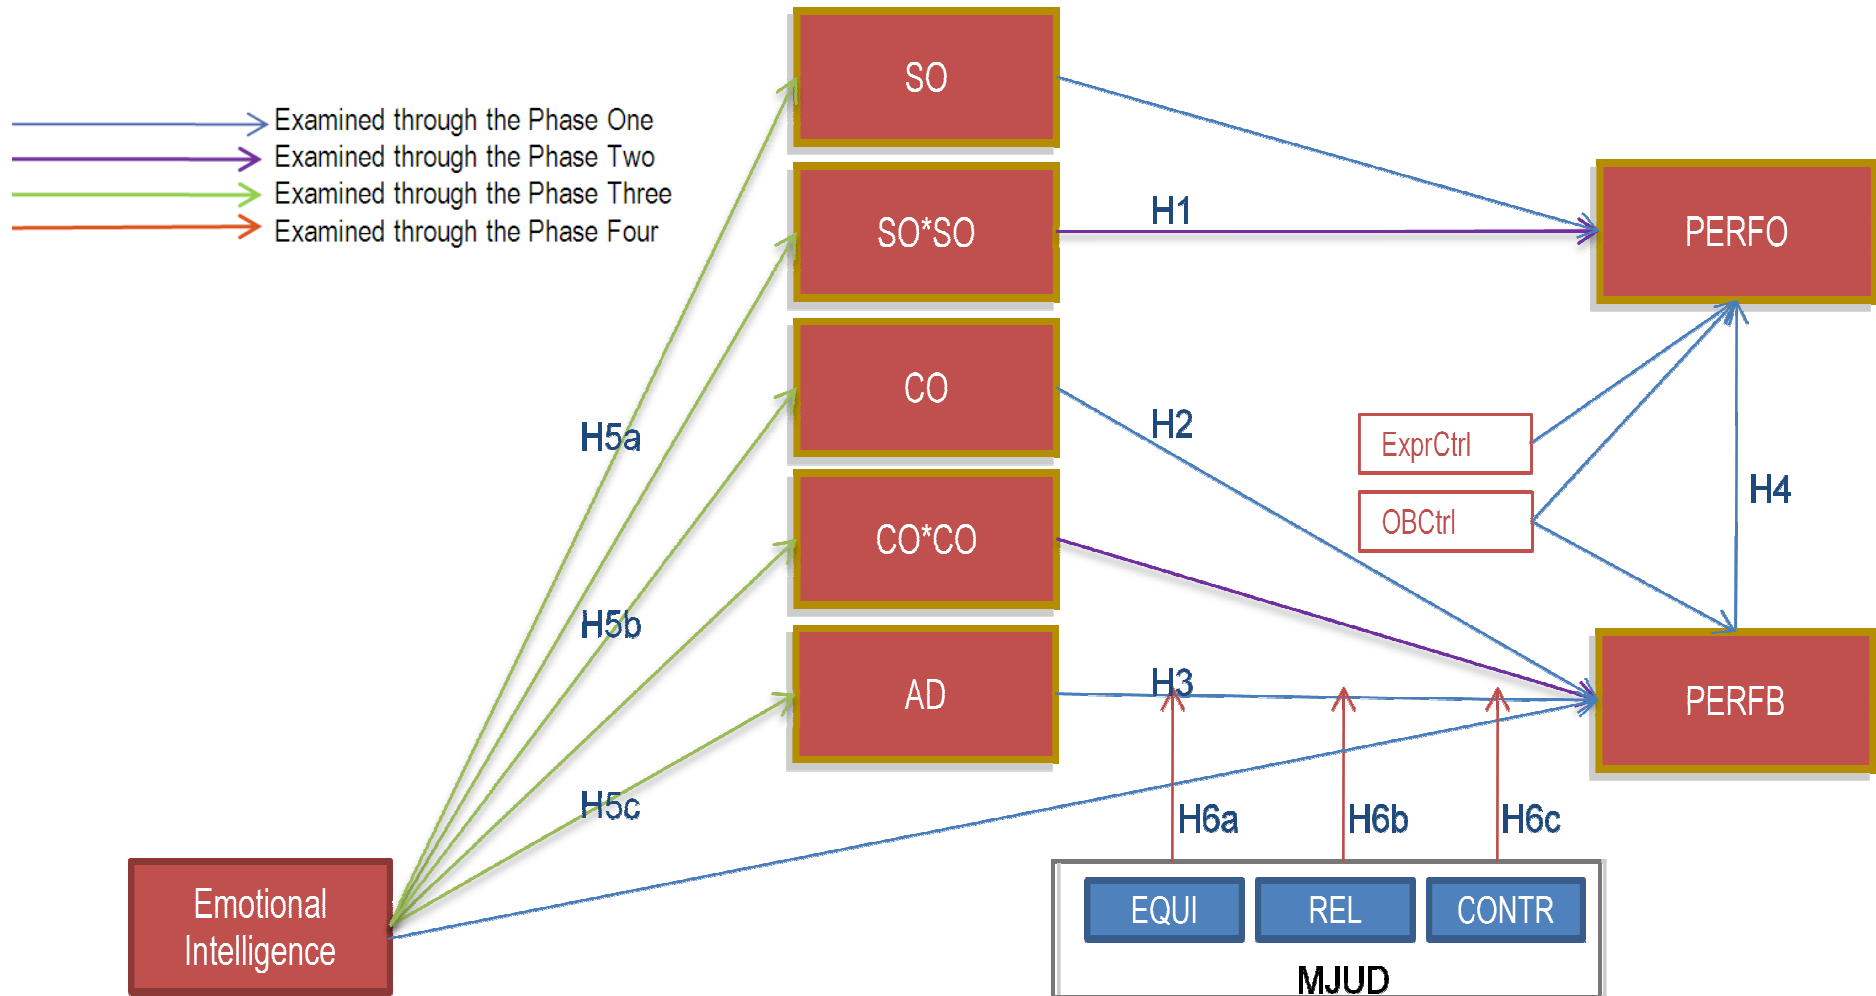 SO
Examined through the Phase One
Examined through the Phase Two
Examined through the Phase Three
Examined through the Phase Four
SO*SO
H1
PERFO
CO
H2
H5a
ExprCtrl
OBCtrl
H4
CO*CO
H5b
AD
H3
PERFB
H5c
H6a
H6b
H6c
Emotional
Intelligence
EQUI
REL
CONTR
MJUD